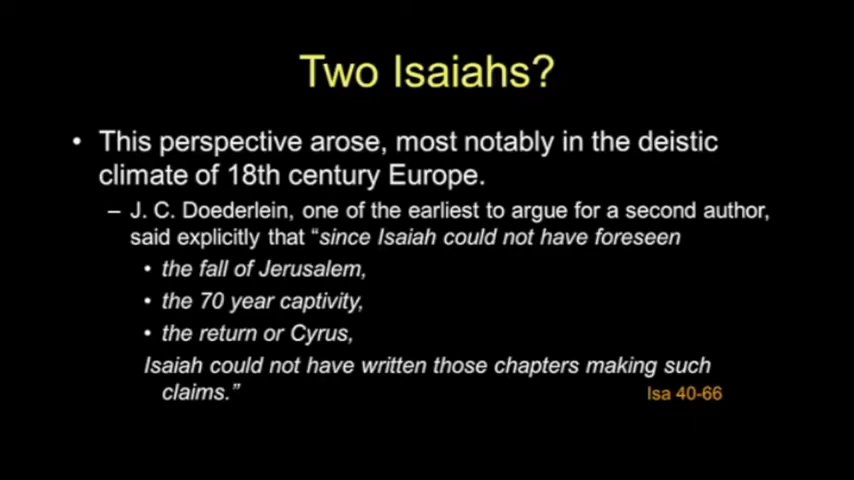 Two Isaiahs?
• This perspective arose, most notably in the deistic
climate of 18th century Europe.
– J. C. Doederlein, one of the earliest to argue for a second author,
said explicitly that “since Isaiah could not have foreseen
• the fall of Jerusalem,
• the 70 year captivity,
• the return or Cyrus,
Isaiah could not have written those chapters making such
claims.” Isa 40-66